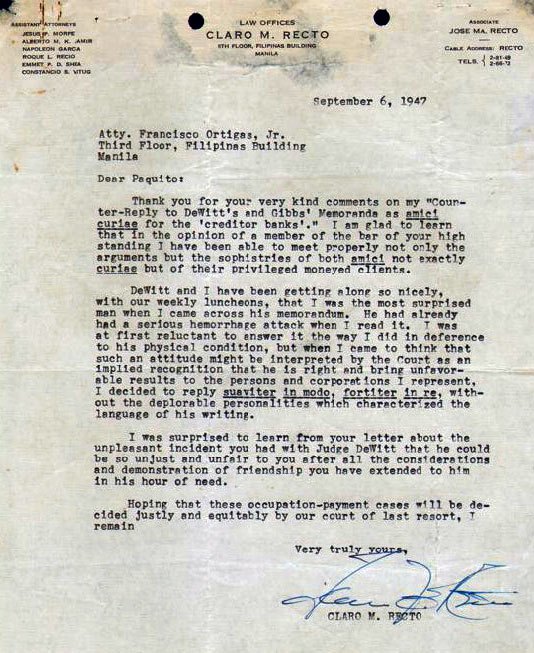 ASSISTANT ATTORNEYS
JESUS F. MORFE
ALBERTO M. K. JAMIR
NAPOLEON GARCA
ROQUE L. RECIO
EMMET P. D. SHEA
CONSTANCIO S. VITUG
LAW OFFICES
CLARO M. RECTO
5TH FLOOR, FILIPINAS BUILDING
MANILA
ASSOCIATE
JOSE MA. RECTO
CABLE ADDRESS: RECTO
TELS.
September 6, 1947
Atty. Francisco Ortigas, Jr.
Third Floor, Filipinas Building
Manila
Dear Paquito:
Thank you for your very kind comments on my "Coun-
ter-Reply to DeWitt's and Gibbs' Memoranda as amici
curiae for the 'creditor banks'." I am glad to learn
that in the opinion of a member of the bar of your high
standing I have been able to meet properly not only the
arguments but the sophistries of both amici not exactly
curiae but of their privileged moneyed clients.
DeWitt and I have been getting along so nicely,
with our weekly luncheons, that I was the most surprised
man when I came across his memorandum. He had already
had a serious hemorrhage attack when I read it. I was
at first reluctant to answer it the way I did in deference
to his physical condition, but when I came to think that
such an attitude might be interpreted by the Court as an
implied recognition that he is right and bring unfavor-
able results to the persons and corporations I represent,
I decided to reply suaviter in modo, fortiter in re, with-
out the deplorable personalities which characterized the
language of his writing.
I was surprised to learn from your letter about the
unpleasant incident you had with Judge DeWitt that he could
be so unjust and unfair to you after all the considerations
and demonstration of friendship you have extended to him
in his hour of need.
Hoping that these occupation-payment cases will be de-
cided justly and equitably by our court of last resort, I
remain
Very truly yours,
CLARO M. RECTO